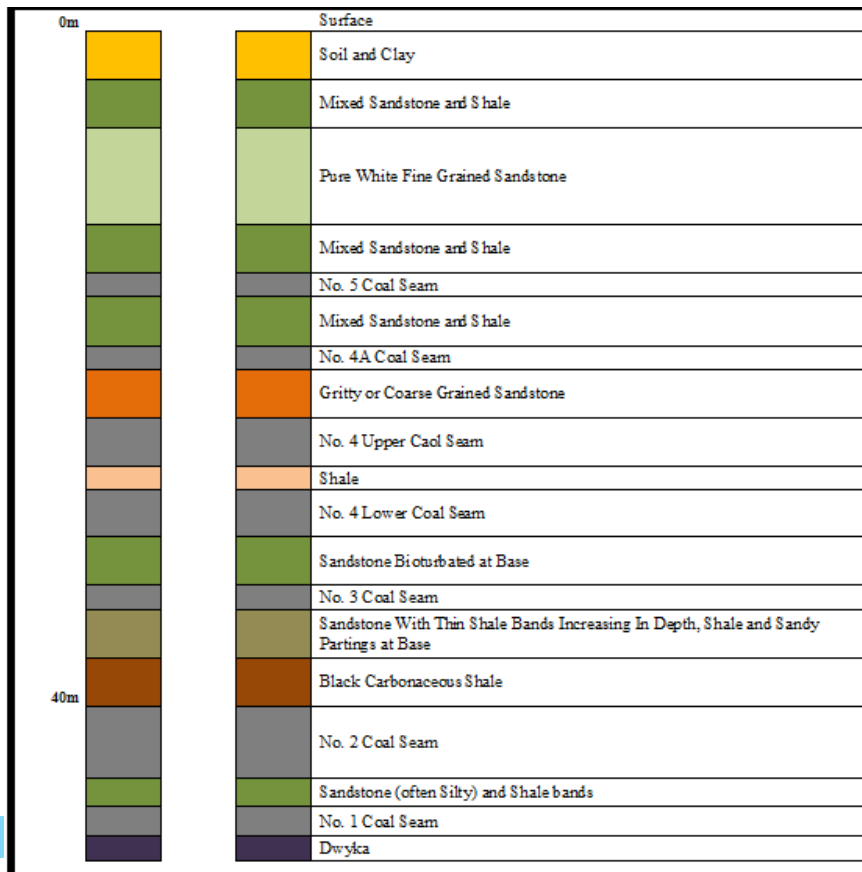 0m
Surface
Soil and Clay
Mixed Sandstone and Shale
Pure White Fine Grained Sandstone
Mixed Sandstone and Shale
No. 5 Coal Seam
Mixed Sandstone and Shale
No. 4A Coal Seam
Gritty or Coarse Grained Sandstone
No. 4 Upper Caol Seam
Shale
No. 4 Lower Coal Seam
Sandstone Bioturbated at Base
No. 3 Coal Seam
Sandstone With Thin Shale Bands Increasing In Depth, Shale and Sandy
Partings at Base
Black Carbonaceous Shale
40m
No. 2 Coal Seam
Sandstone (often Silty) and Shale bands
No. 1 Coal Seam
Dwyka